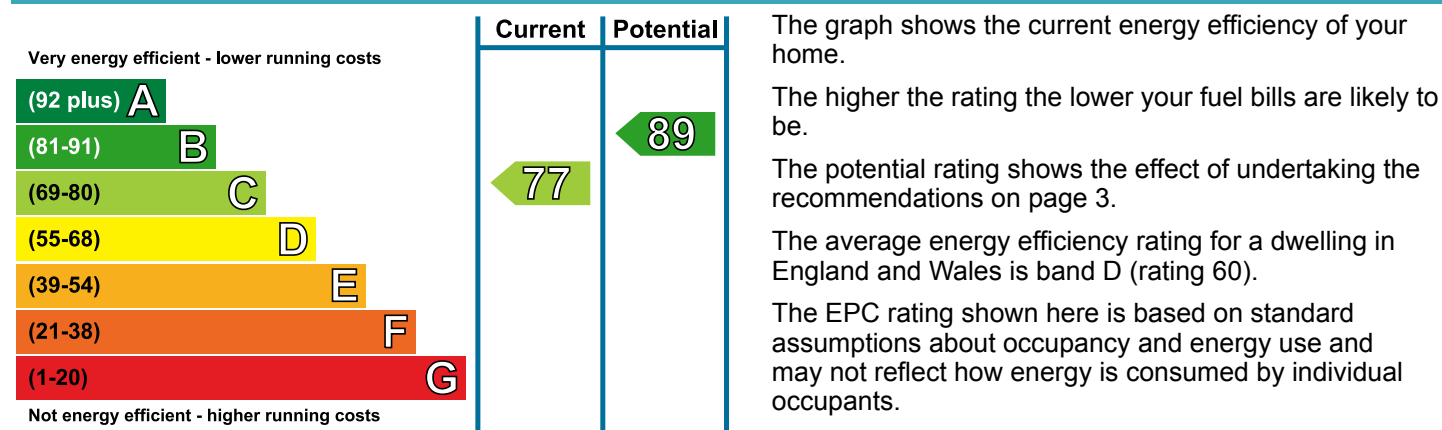 Current Potential
Very energy efficient - lower running costs
(92 plus) A
(81-91) B
(69-80) C
(55-68) D
(39-54) E
(21-38) F
(1-20) G
Not energy efficient - higher running costs
77
89
The graph shows the current energy efficiency of your
home.
The higher the rating the lower your fuel bills are likely to
be.
The potential rating shows the effect of undertaking the
recommendations on page 3.
The average energy efficiency rating for a dwelling in
England and Wales is band D (rating 60).
The EPC rating shown here is based on standard
assumptions about occupancy and energy use and
may not reflect how energy is consumed by individual
occupants.